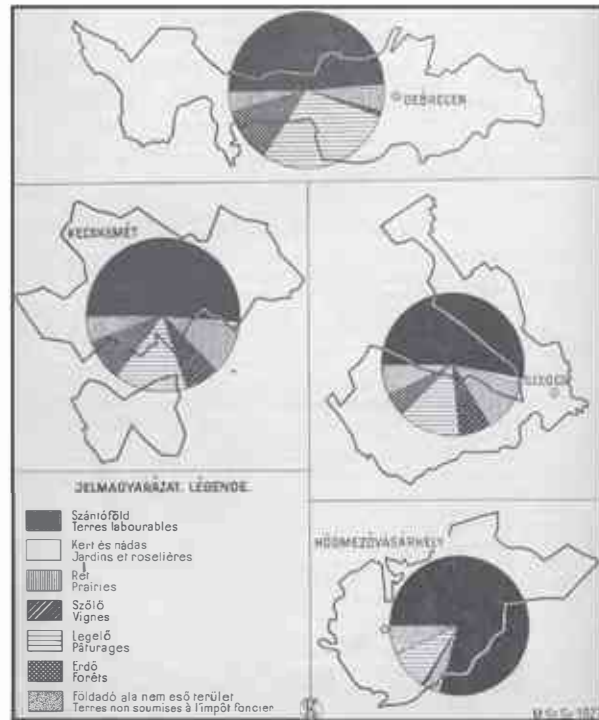 DEBRECEN
KECSKEMÉT
SZEGED
JELMAGYARÁZAT. LÉGENDE.
Szántóföld
Terres labourables
Kert és nádas
Jardins et roselières
Rét
Prairies
Szőlő
Vignes
Legelő
Pâturages
Erdő
Forêts
Földadó alá nem eső terület
Terres non soumises à l'impôt foncier
HÓDMEZŐVÁSÁRHELY